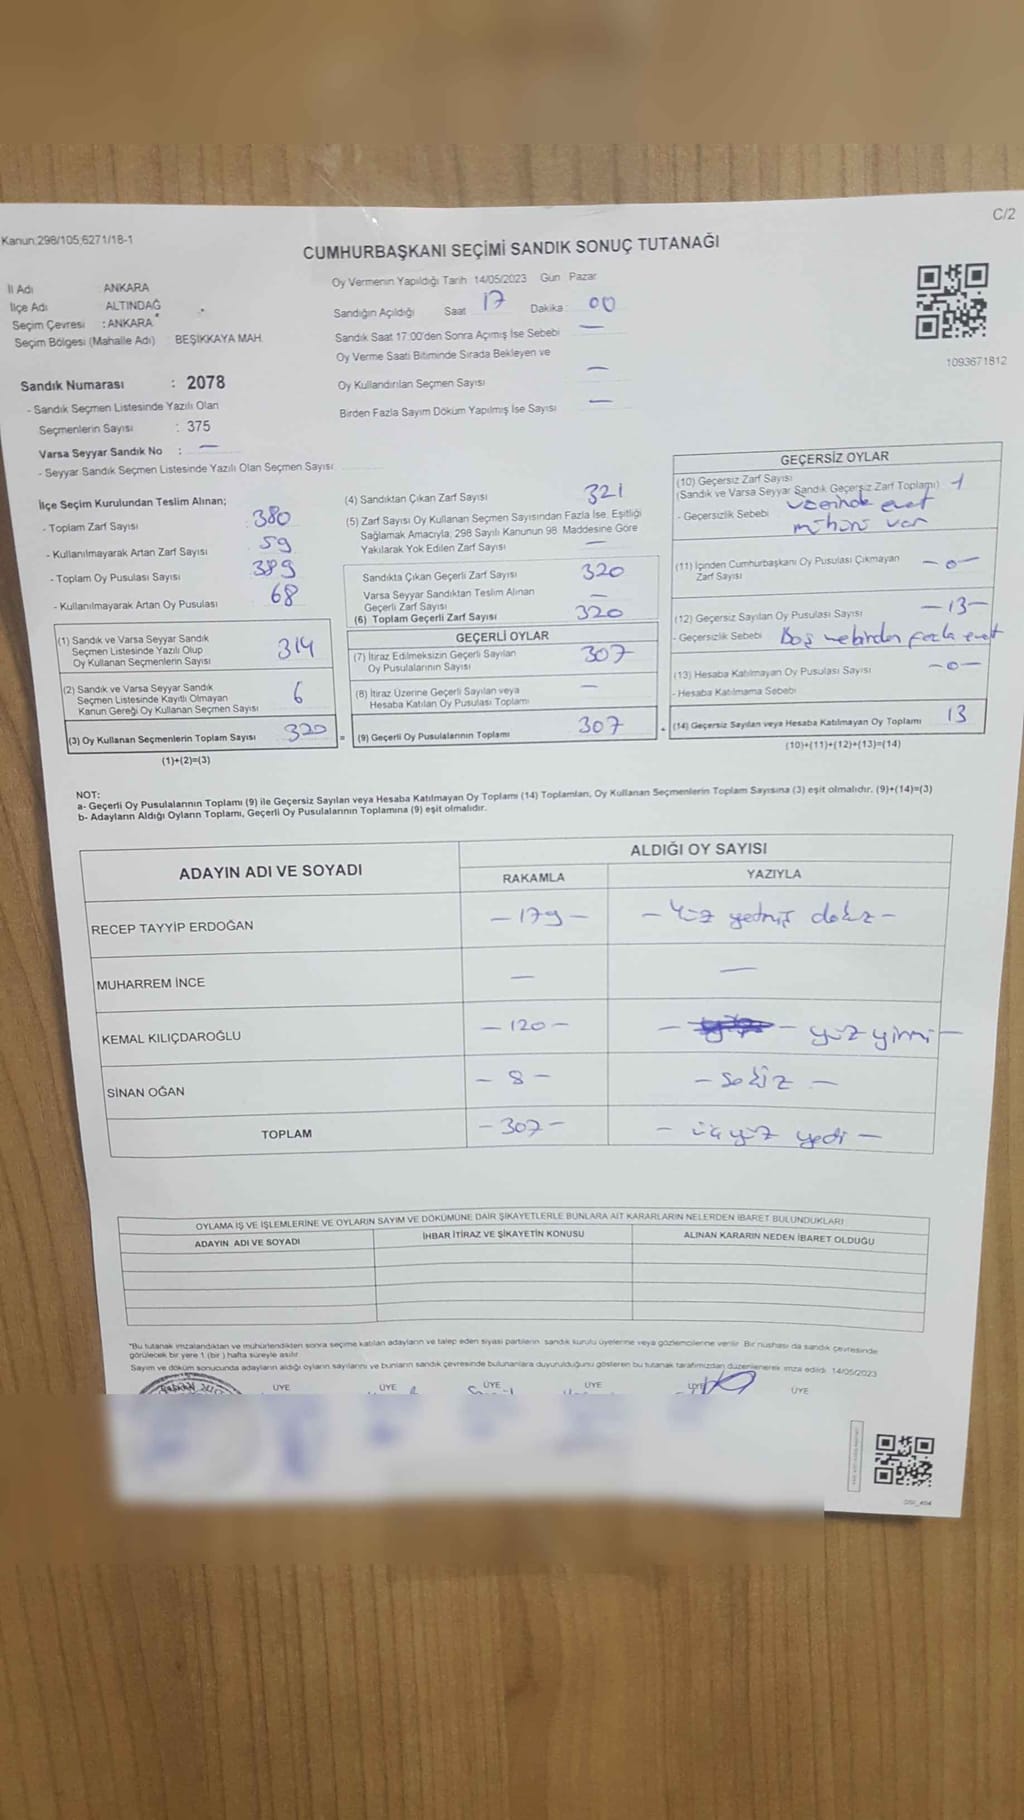 C/2
Kanun;298/105;6271/18-1
CUMHURBAŞKANI SEÇİMİ SANDIK SONUÇ TUTANAĞI
İl Adı ANKARA
İlçe Adı ALTINDAĞ
Seçim Çevresi : ANKARA
Seçim Bölgesi (Mahalle Adı) : BEŞİKKAYA MAH.
Oy Vermenin Yapıldığı Tarih 14/05/2023 Gün Pazar
Sandığın Açıldığı Saat 17 Dakika : 00
Sandık Saat 17:00'den Sonra Açımış İse Sebebi —
Oy Verme Saati Bitiminde Sırada Bekleyen ve
Oy Kullandırılan Seçmen Sayısı —
Birden Fazla Sayım Döküm Yapılmış İse Sayısı —
1093671812
Sandık Numarası : 2078
- Sandık Seçmen Listesinde Yazılı Olan
Seçmenlerin Sayısı : 375
Varsa Seyyar Sandık No : —
- Seyyar Sandık Seçmen Listesinde Yazılı Olan Seçmen Sayısı
İlçe Seçim Kurulundan Teslim Alınan;
- Toplam Zarf Sayısı 380
- Kullanılmayarak Artan Zarf Sayısı 59
- Toplam Oy Pusulası Sayısı 389
- Kullanılmayarak Artan Oy Pusulası 68
(1) Sandık ve Varsa Seyyar Sandık
Seçmen Listesinde Yazılı Olup
Oy Kullanan Seçmenlerin Sayısı 314
(2) Sandık ve Varsa Seyyar Sandık
Seçmen Listesinde Kayıtlı Olmayan
Kanun Gereği Oy Kullanan Seçmen Sayısı 6
(3) Oy Kullanan Seçmenlerin Toplam Sayısı 320
(1)+(2)=(3)
(4) Sandıktan Çıkan Zarf Sayısı 321
(5) Zarf Sayısı Oy Kullanan Seçmen Sayısından Fazla İse, Eşitliği
Sağlamak Amacıyla, 298 Sayılı Kanunun 98. Maddesine Göre
Yakılarak Yok Edilen Zarf Sayısı —
Sandıkta Çıkan Geçerli Zarf Sayısı 320
Varsa Seyyar Sandıktan Teslim Alınan
Geçerli Zarf Sayısı —
(6) Toplam Geçerli Zarf Sayısı 320
GEÇERLİ OYLAR
(7) İtiraz Edilmeksizin Geçerli Sayılan
Oy Pusulalarının Sayısı 307
(8) İtiraz Üzerine Geçerli Sayılan veya
Hesaba Katılan Oy Pusulası Toplamı —
= (9) Geçerli Oy Pusulalarının Toplamı 307
GEÇERSİZ OYLAR
(10) Geçersiz Zarf Sayısı
(Sandık ve Varsa Seyyar Sandık Geçersiz Zarf Toplamı) 1
- Geçersizlik Sebebi üzerinde evet
mührü var
(11) İçinden Cumhurbaşkanı Oy Pusulası Çıkmayan
Zarf Sayısı —0—
(12) Geçersiz Sayılan Oy Pusulası Sayısı —13—
- Geçersizlik Sebebi Boş ve birden fazla evet
(13) Hesaba Katılmayan Oy Pusulası Sayısı —0—
- Hesaba Katılmama Sebebi
+ (14) Geçersiz Sayılan veya Hesaba Katılmayan Oy Toplamı 13
(10)+(11)+(12)+(13)=(14)
NOT:
a- Geçerli Oy Pusulalarının Toplamı (9) ile Geçersiz Sayılan veya Hesaba Katılmayan Oy Toplamı (14) Toplamları, Oy Kullanan Seçmenlerin Toplam Sayısına (3) eşit olmalıdır. (9)+(14)=(3)
b- Adayların Aldığı Oyların Toplamı, Geçerli Oy Pusulalarının Toplamına (9) eşit olmalıdır.
ADAYIN ADI VE SOYADI
ALDIĞI OY SAYISI
RAKAMLA YAZIYLA
RECEP TAYYİP ERDOĞAN —179— —Yüz yetmiş dokuz—
MUHARREM İNCE — —
KEMAL KILIÇDAROĞLU —120— — — yüz yirmi—
SİNAN OĞAN —8— —Sekiz—
TOPLAM —307— —üçyüz yedi—
OYLAMA İŞ VE İŞLEMLERİNE VE OYLARIN SAYIM VE DÖKÜMÜNE DAİR ŞİKAYETLERLE BUNLARA AİT KARARLARIN NELERDEN İBARET BULUNDUKLARI
ADAYIN ADI VE SOYADI İHBAR İTİRAZ VE ŞİKAYETİN KONUSU ALINAN KARARIN NEDEN İBARET OLDUĞU
*Bu tutanak imzalandıktan ve mühürlendikten sonra seçime katılan adayların ve talep eden siyasi partilerin sandık kurulu üyelerine veya gözlemcilerine verilir. Bir nüshası da sandık çevresinde
görülecek bir yere 1 (bir) hafta süreyle asılır.
Sayım ve döküm sonucunda adayların aldığı oyların sayılarını ve bunların sandık çevresinde bulunanlara duyurulduğunu gösteren bu tutanak tarafımızdan düzenlenerek imza edildi. 14/05/2023
ÜYE ÜYE ÜYE ÜYE ÜYE ÜYE